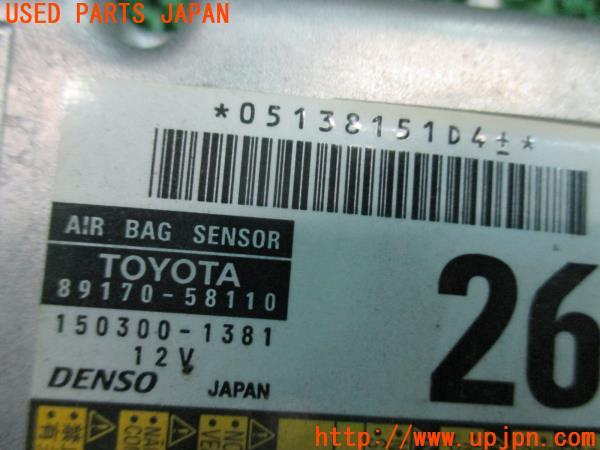 USED PARTS JAPAN
*05138151D4±*
AIR BAG SENSOR
TOYOTA
89170-58110
26
150300-1381
12V
DENSO JAPAN
http://www.upjpn.com